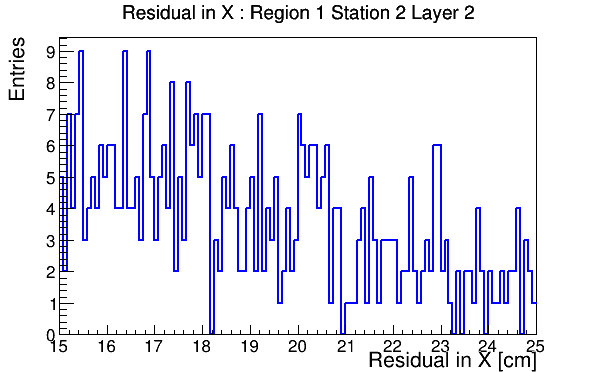 Residual in X : Region 1 Station 2 Layer 2
Entries
9
8
7
6
5
4
3
2
1
0
15 16 17 18 19 20 21 22 23 24 25
Residual in X [cm]